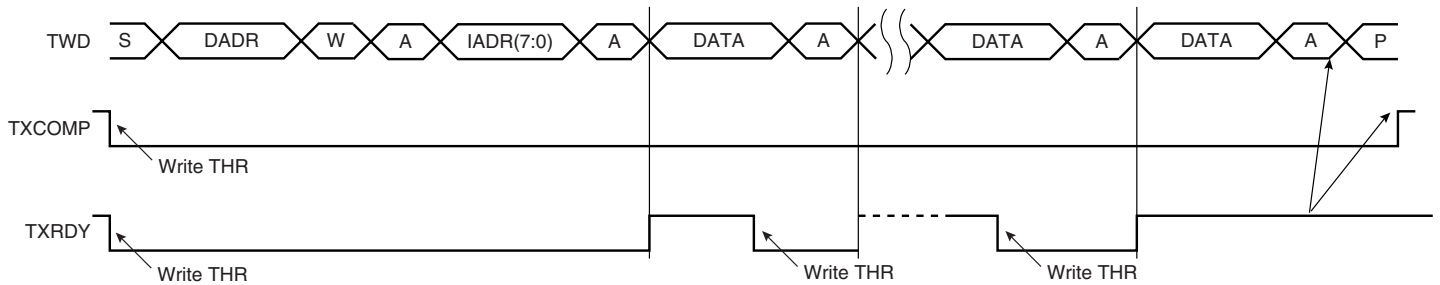 TWD S DADR W A IADR(7:0) A DATA A DATA A DATA A P
TXCOMP
Write THR
TXRDY
Write THR Write THR Write THR